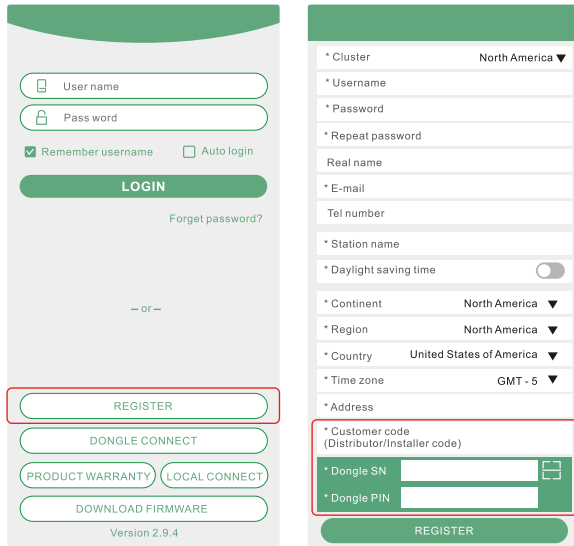 User name
Pass word
Remember username
Auto login
LOGIN
Forget password?
– or –
REGISTER
DONGLE CONNECT
PRODUCT WARRANTY
LOCAL CONNECT
DOWNLOAD FIRMWARE
Version 2.9.4
* Cluster North America ▼
* Username
* Password
* Repeat password
Real name
* E-mail
Tel number
* Station name
* Daylight saving time
* Continent North America ▼
* Region North America ▼
* Country United States of America ▼
* Time zone GMT - 5 ▼
* Address
* Customer code
(Distributor/Installer code)
* Dongle SN
* Dongle PIN
REGISTER